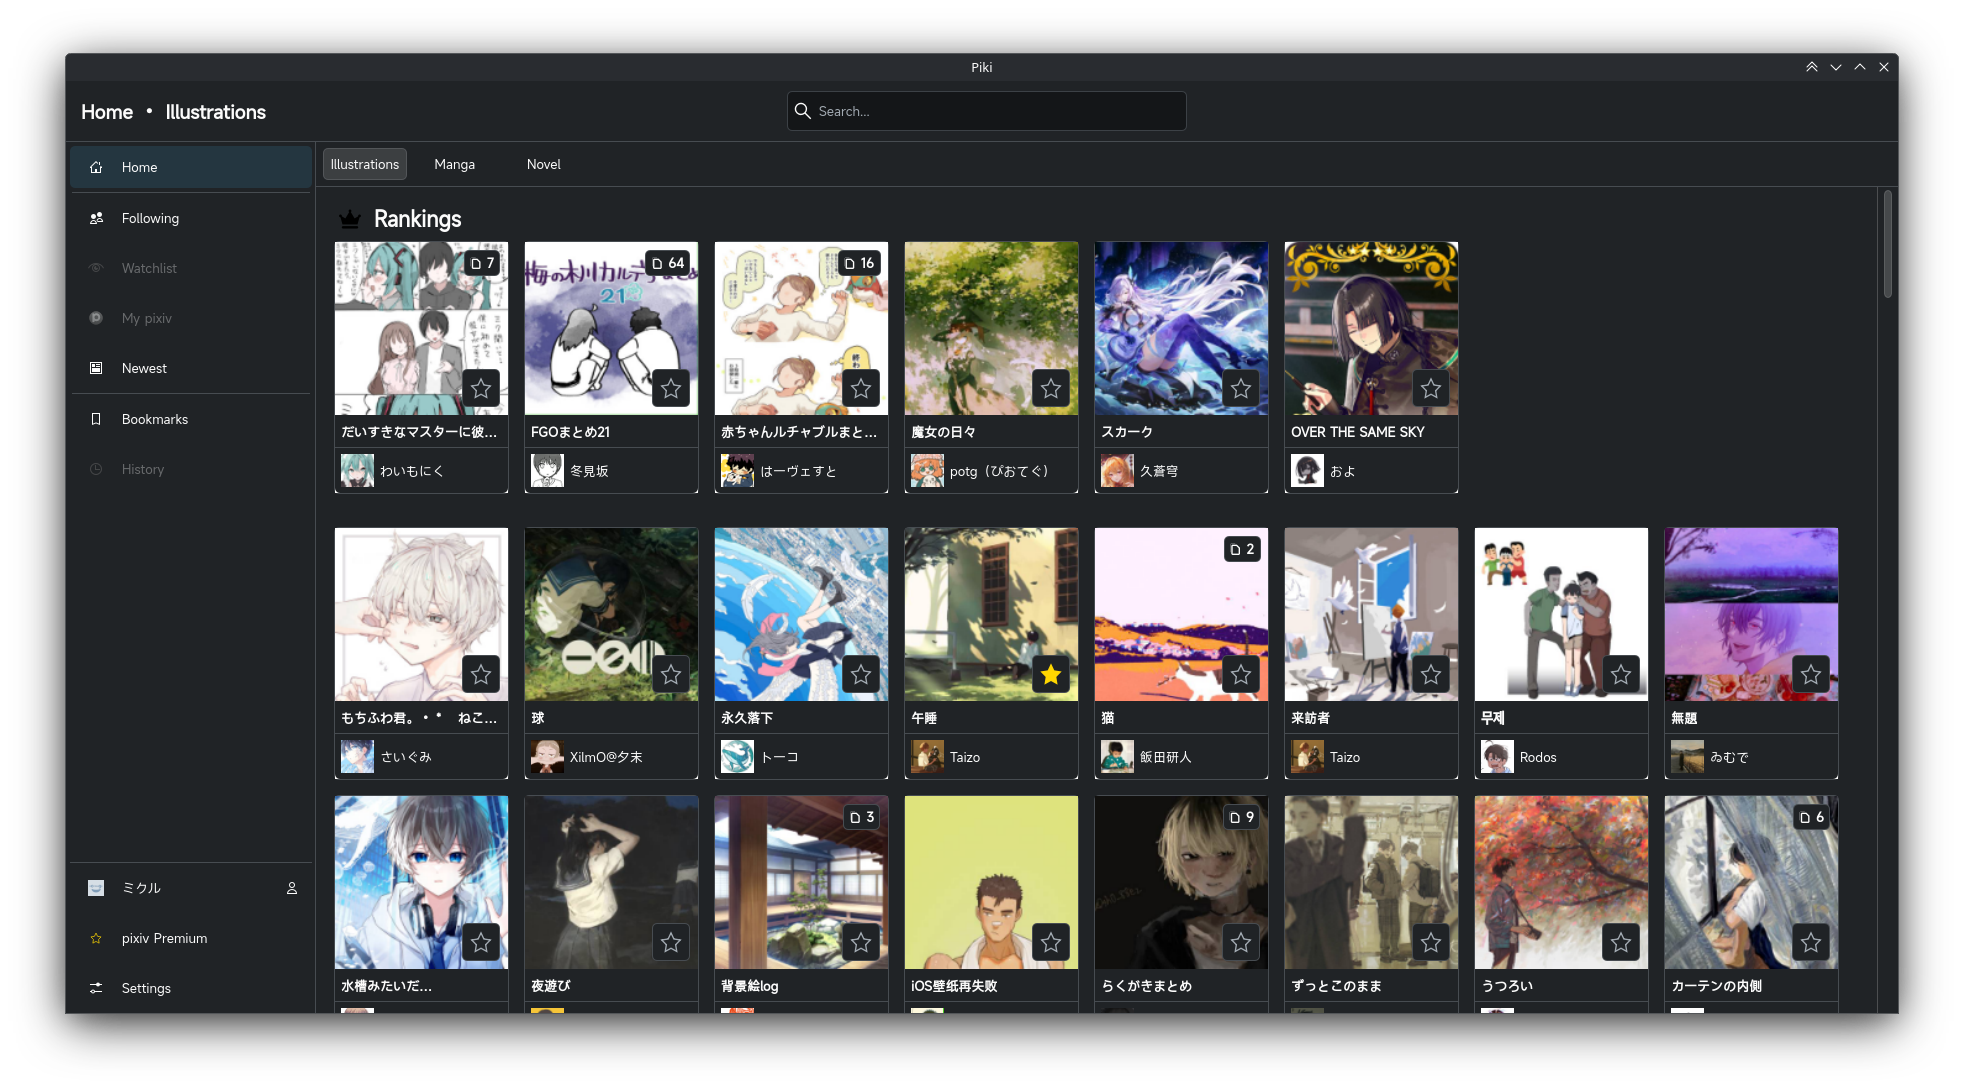 Piki
Home • Illustrations
Search...
Home
Following
Watchlist
My pixiv
Newest
Bookmarks
History
ミクル
pixiv Premium
Settings
Illustrations Manga Novel
Rankings
7
64
16
21
だいすきなマスターに彼...
FGOまとめ21
赤ちゃんルチャブルまと...
魔女の日々
スカーク
OVER THE SAME SKY
わいもにく
冬見坂
はーヴェすと
potg（ぴおてぐ）
久蒼穹
およ
2
もちふわ君。・* ねこ...
球
永久落下
午睡
猫
来訪者
무제
無題
さいぐみ
XilmO@夕末
トーコ
Taizo
飯田研人
Taizo
Rodos
ゐむで
3
9
6
水槽みたいだ...
夜遊び
背景絵log
iOS壁紙再失敗
らくがきまとめ
ずっとこのまま
うつろい
カーテンの内側